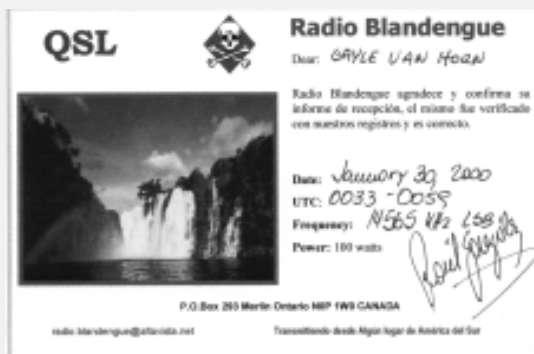 QSL
Radio Blandengue
Dear: GAYLE VAN HORN
Radio Blandengue agradece y confirma su
informe de recepción, el mismo fue verificado
con nuestros registros y es correcto.
Date: January 30, 2000
UTC: 0033 - 0059
Frequency: 14565 KHz LSB
Power: 100 watts
P.O.Box 293 Merlin Ontario N0P 1W0 CANADA
radio.blandengue@alfavista.net
Transmitiendo desde Algún lugar de América del Sur